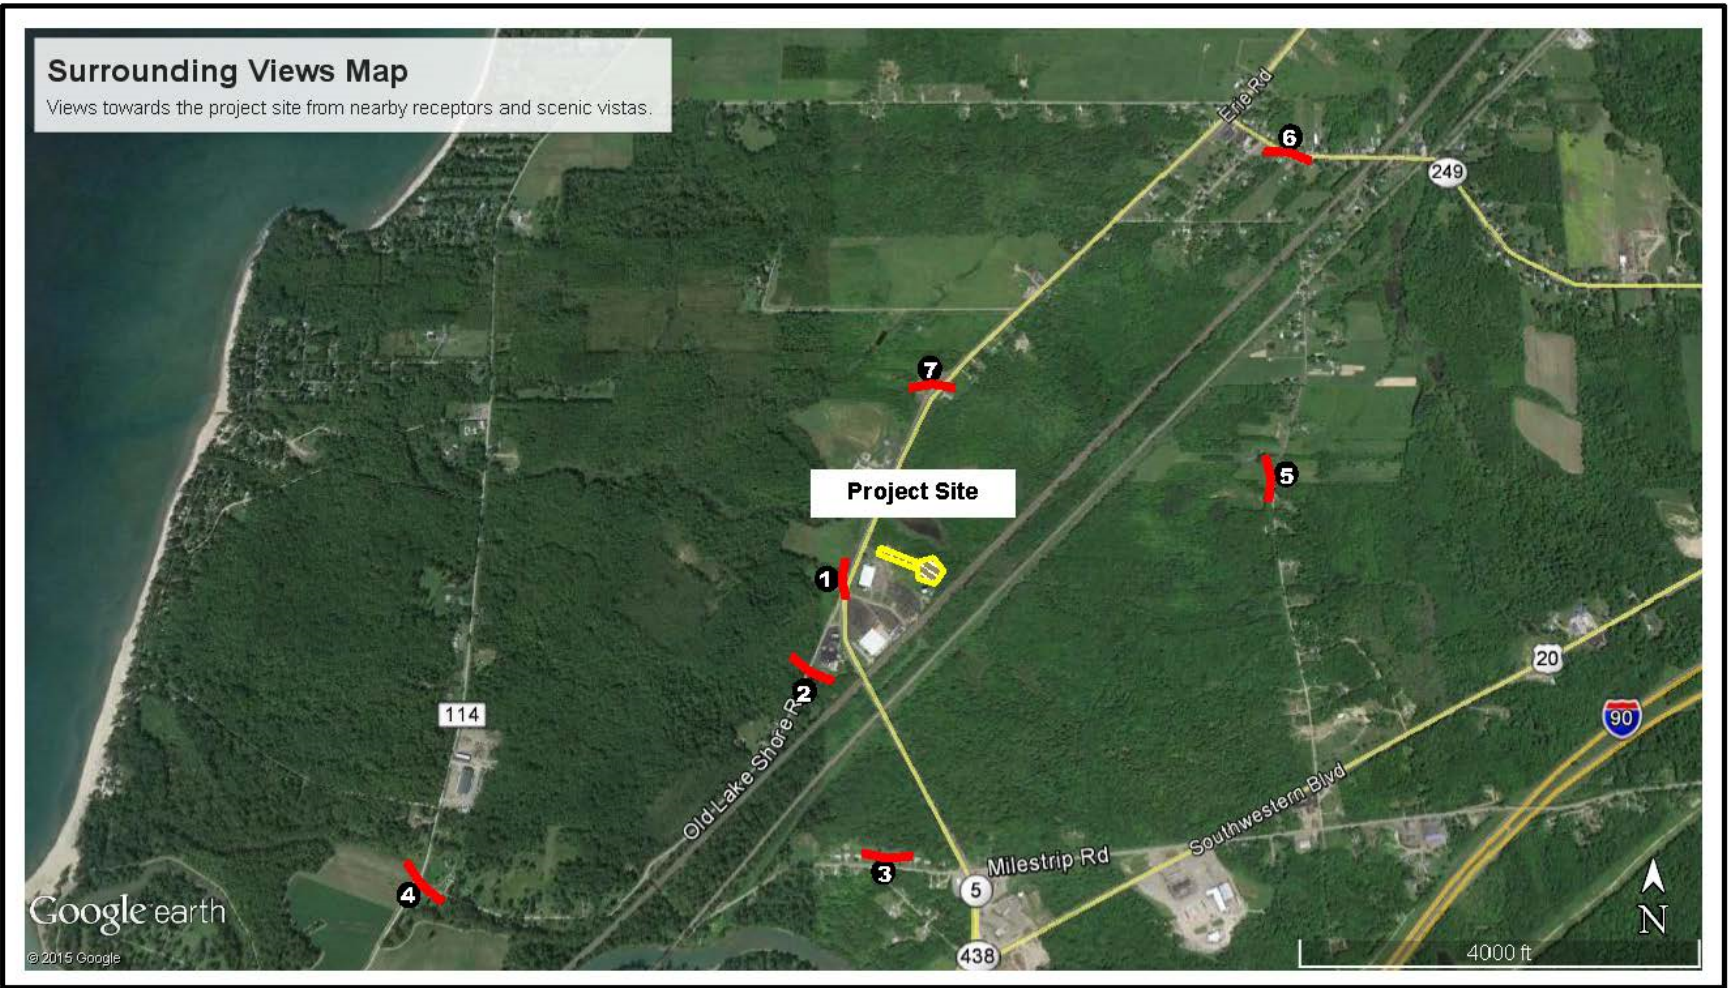 Surrounding Views Map
Views towards the project site from nearby receptors and scenic vistas.
Erie Rd
6
249
7
Project Site
5
1
20
2
114
90
Old Lake Shore R
Southwestern Blvd
Milestrip Rd
3
5
4
Google earth
N
438
4000 ft
© 2015 Google